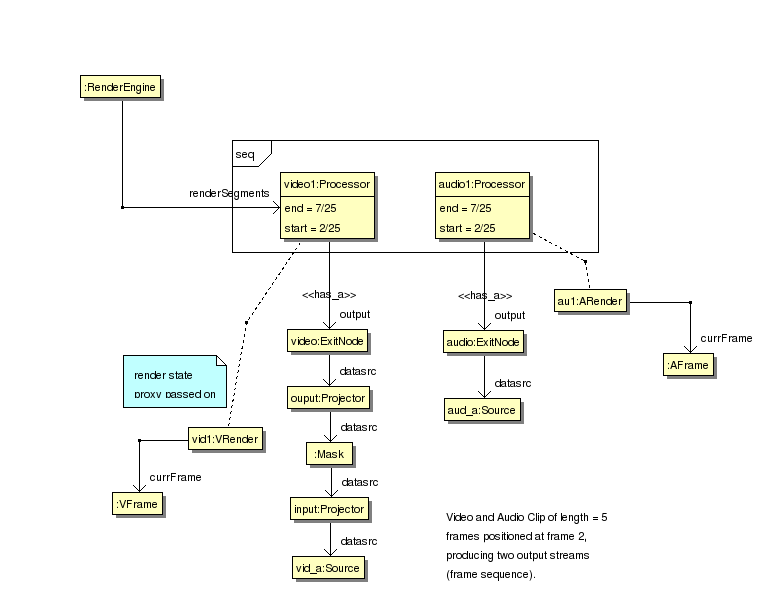 :RenderEngine
seq
video1:Processor
end = 7/25
start = 2/25
audio1:Processor
end = 7/25
start = 2/25
renderSegments
<<has_a>>
output
<<has_a>>
output
au1:ARender
currFrame
:AFrame
video:ExitNode
audio:ExitNode
datasrc
datasrc
render state
proxy passed on
ouput:Projector
aud_a:Source
datasrc
vid1:VRender
:Mask
currFrame
datasrc
:VFrame
input:Projector
datasrc
vid_a:Source
Video and Audio Clip of length = 5
frames positioned at frame 2,
producing two output streams
(frame sequence).